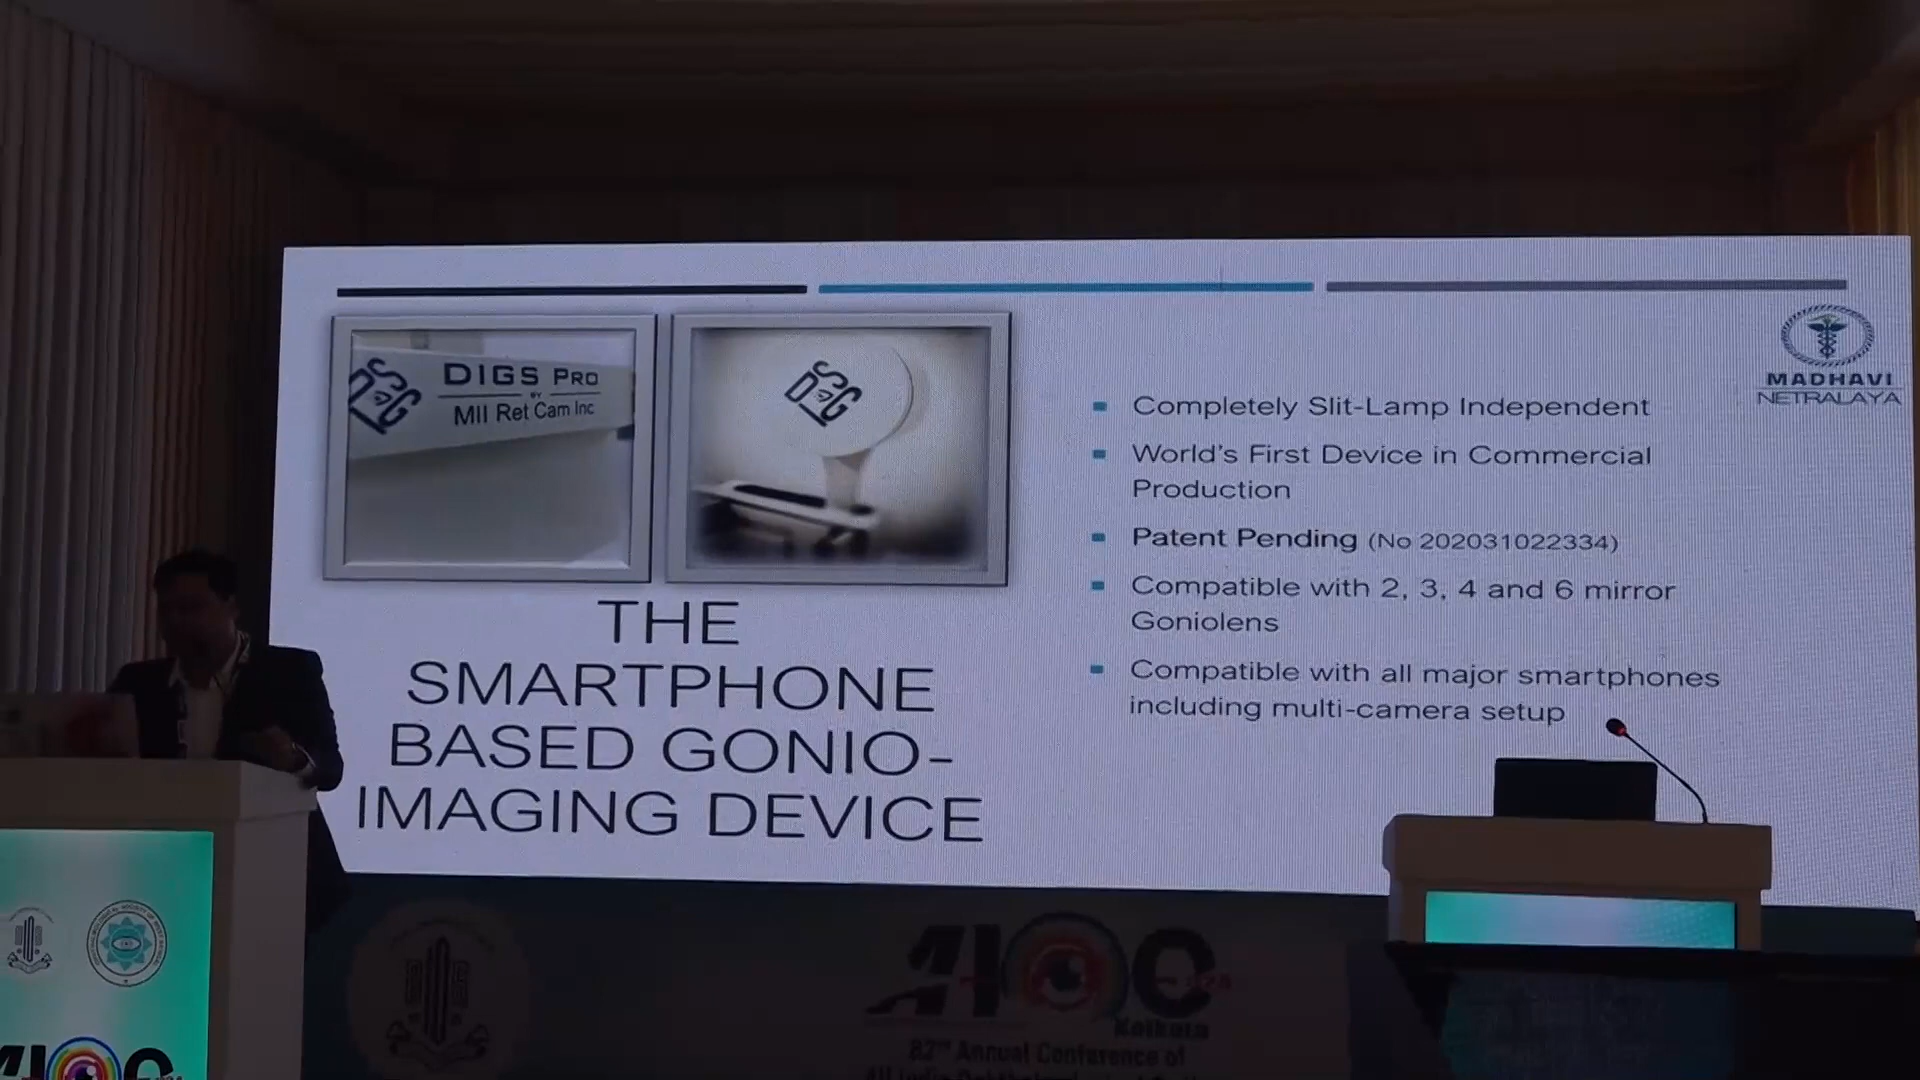 DIGS PRO
BY
MII Ret Cam Inc
THE
SMARTPHONE
BASED GONIO-
IMAGING DEVICE
MADHAVI
NETRALAYA
Completely Slit-Lamp Independent
World's First Device in Commercial
Production
Patent Pending (No 202031022334)
Compatible with 2, 3, 4 and 6 mirror
Goniolens
Compatible with all major smartphones
including multi-camera setup
AIOC
Kolkata
82nd Annual Conference of
AIOC